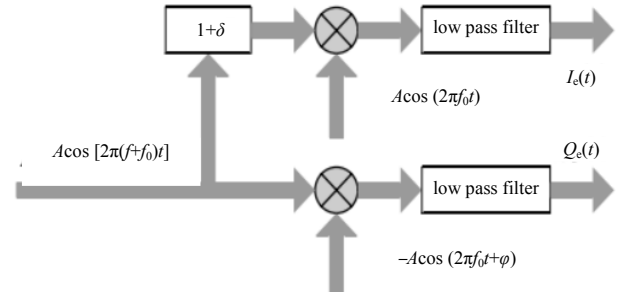 1+δ
low pass filter
Acos (2πf₀t)
Iₑ(t)
Acos [2π(f+f₀)t]
Qₑ(t)
low pass filter
–Acos (2πf₀t+φ)